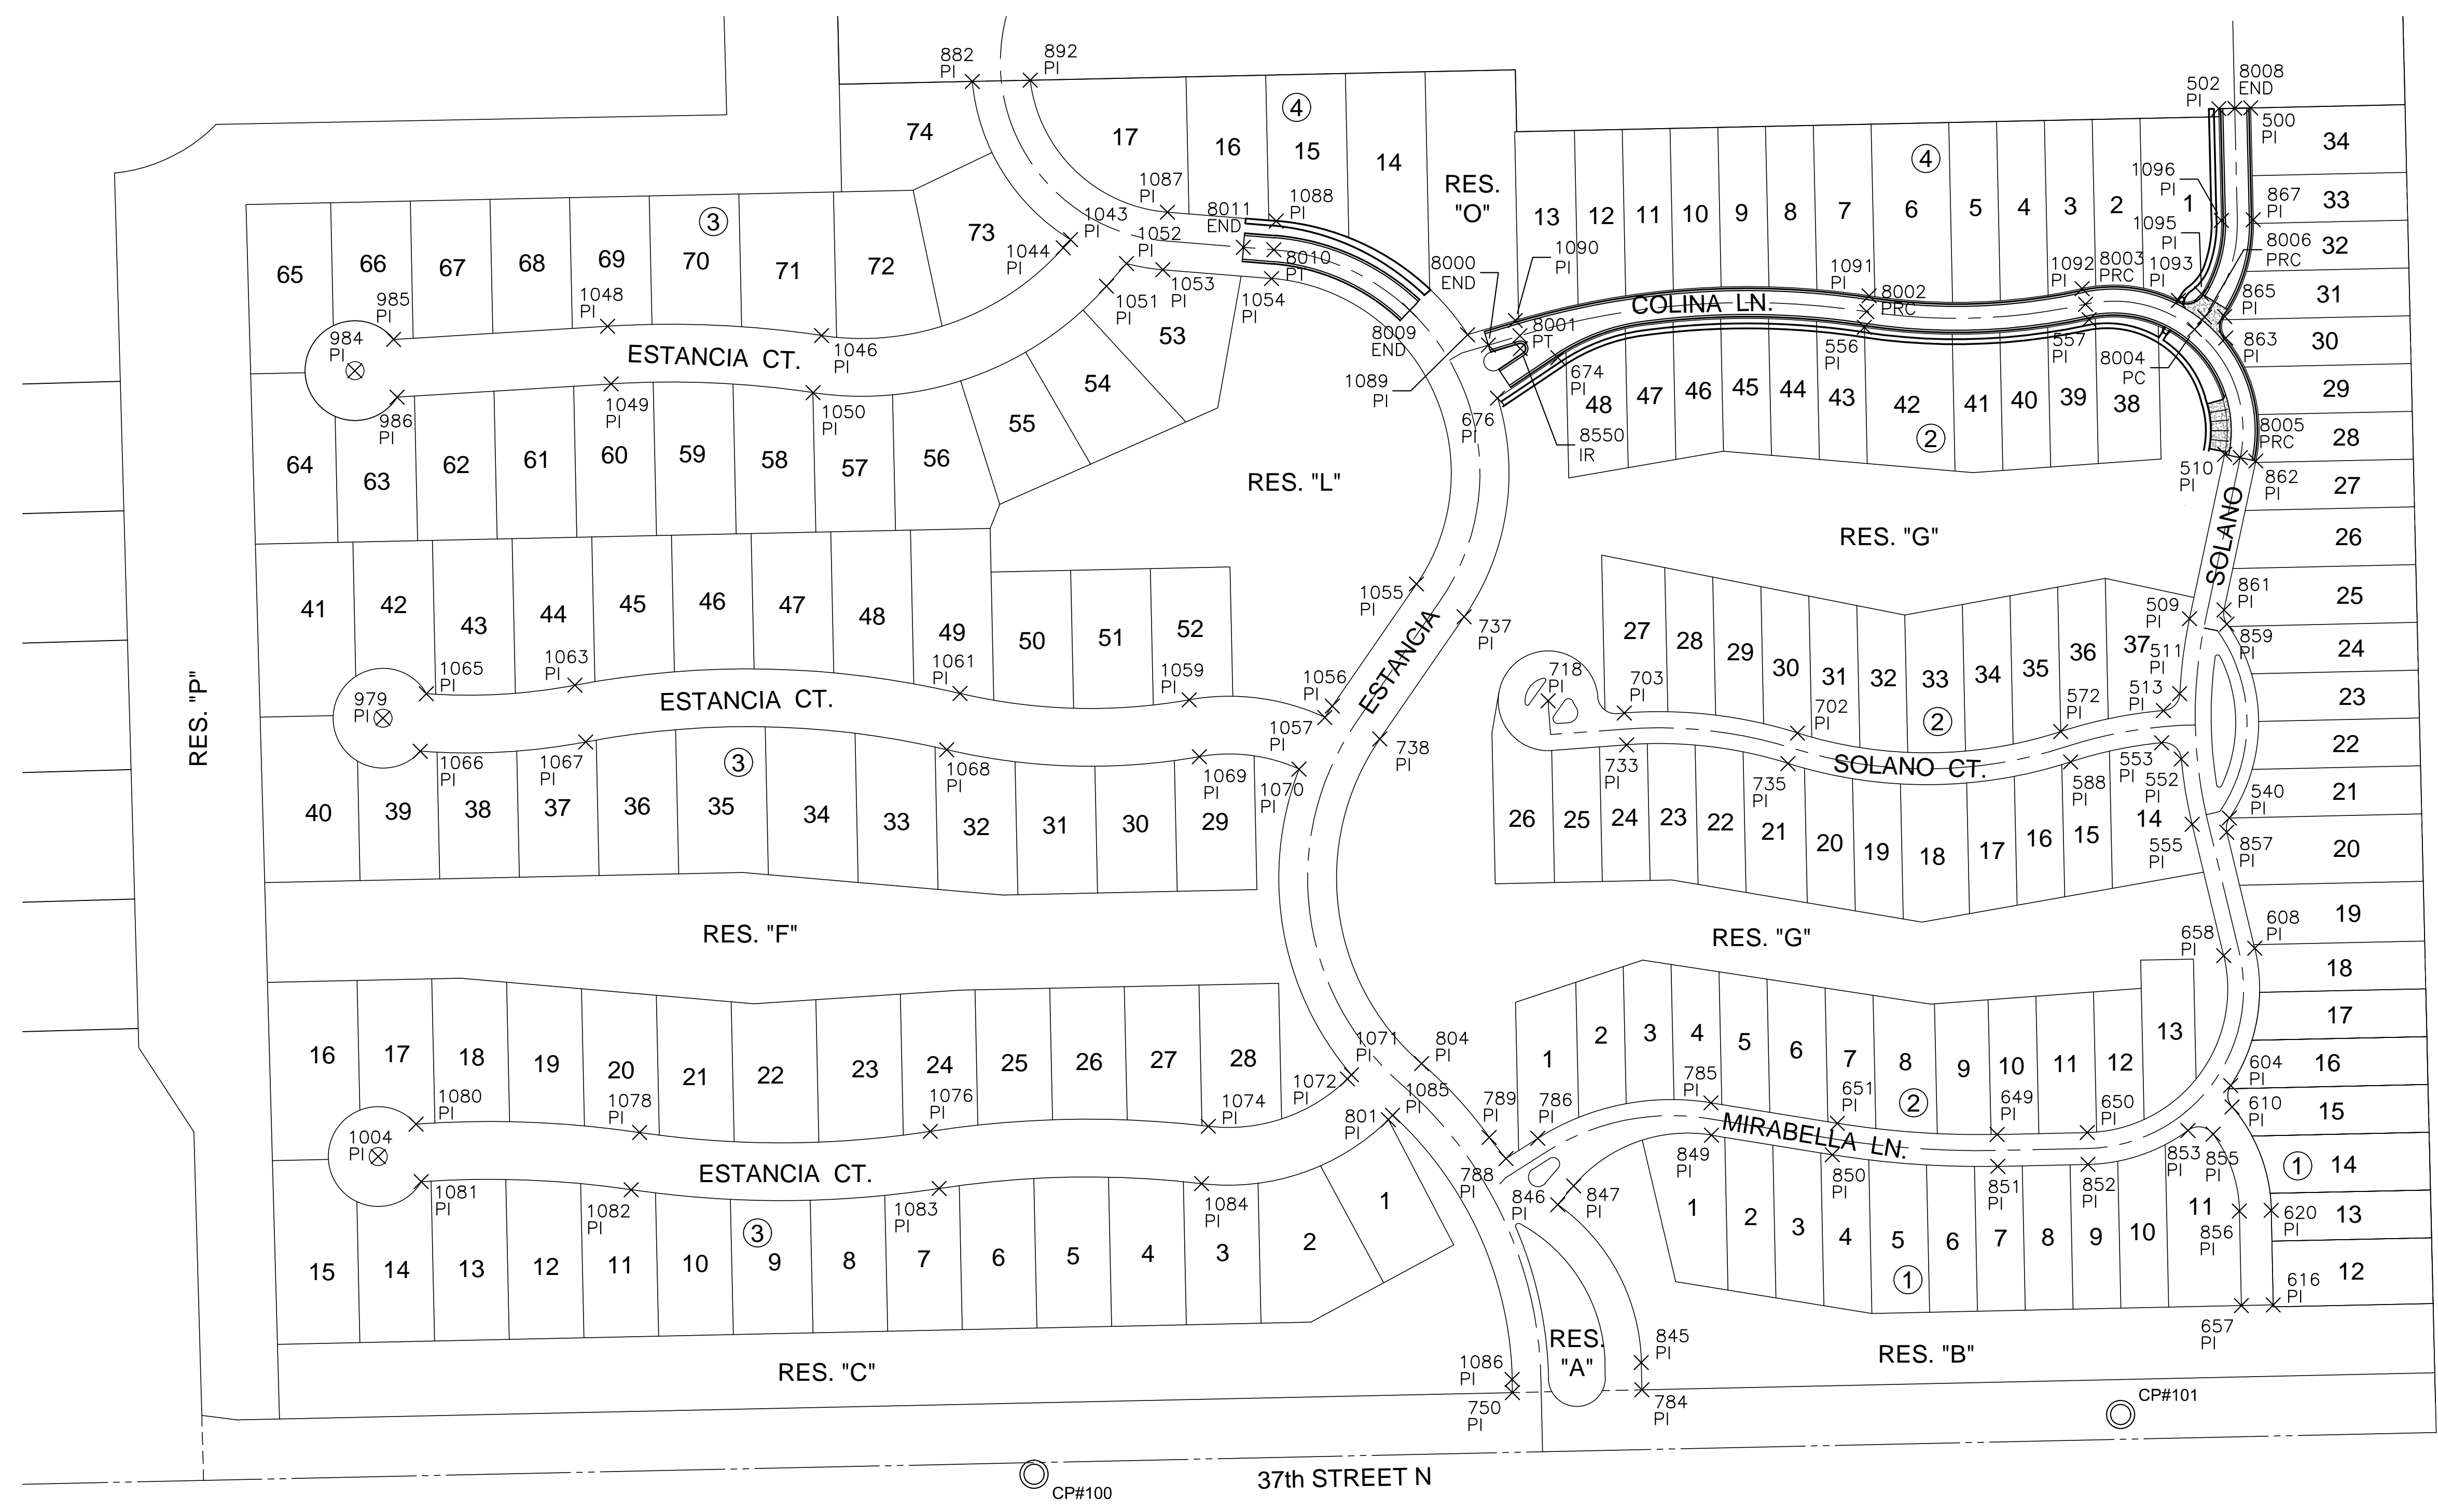 882
PI
892
PI
8008
END
502
PI
500
PI
34
74
17
16
④
15
14
RES.
"O"
④
1096
PI
867
PI
33
1087
PI
8011
END
1088
PI
1043
PI
1044
PI
1052
PI
13
12
11
10
9
8
7
6
5
4
3
2
1
1095
PI
8006
PRC
32
③
65
66
67
68
69
70
71
72
73
985
PI
1048
PI
8010
PI
1053
PI
1054
PI
1051
PI
8000
END
1090
PI
1091
PI
8002
PRC
1092
PI
8003
PRC
1093
PI
865
PI
31
COLINA LN.
8001
PT
8009
END
984
PI
ESTANCIA CT.
1046
PI
53
556
PI
557
PI
8004
PC
863
PI
30
1089
PI
674
PI
986
PI
1049
PI
1050
PI
54
55
676
PI
8550
IR
48
47
46
45
44
43
42
41
40
39
38
②
29
8005
PRC
28
64
63
62
61
60
59
58
57
56
RES. "L"
510
PI
862
PI
27
RES. "G"
SOLANO
26
41
42
43
44
45
46
47
48
49
50
51
52
1055
PI
737
PI
509
PI
861
PI
25
859
PI
24
27
28
29
30
31
32
33
34
35
36
37
511
PI
RES. "P"
1065
PI
1063
PI
1061
PI
1059
PI
1056
PI
ESTANCIA
718
PI
703
PI
702
PI
②
572
PI
513
PI
23
979
PI
ESTANCIA CT.
1057
PI
738
PI
22
1066
PI
1067
PI
③
1068
PI
1069
PI
1070
PI
733
PI
735
PI
SOLANO CT.
588
PI
553
PI
552
PI
540
PI
21
40
39
38
37
36
35
34
33
32
31
30
29
26
25
24
23
22
21
20
19
18
17
16
15
14
555
PI
857
PI
20
RES. "F"
RES. "G"
658
PI
608
PI
19
18
17
16
17
18
19
20
21
22
23
24
25
26
27
28
1071
PI
804
PI
1
2
3
4
5
6
7
8
9
10
11
12
13
16
604
PI
1080
PI
1078
PI
1076
PI
1074
PI
1072
PI
1085
PI
801
PI
789
PI
786
PI
785
PI
651
PI
②
649
PI
650
PI
610
PI
15
1004
PI
ESTANCIA CT.
788
PI
MIRABELLA LN.
849
PI
850
PI
851
PI
852
PI
853
PI
855
PI
①
14
1081
PI
1082
PI
③
1083
PI
1084
PI
846
PI
847
PI
15
14
13
12
11
10
9
8
7
6
5
4
3
2
1
1
2
3
4
5
6
7
8
9
10
11
①
856
PI
620
PI
13
616
PI
12
657
PI
RES. "C"
1086
PI
RES.
"A"
845
PI
RES. "B"
750
PI
784
PI
CP#101
CP#100
37th STREET N